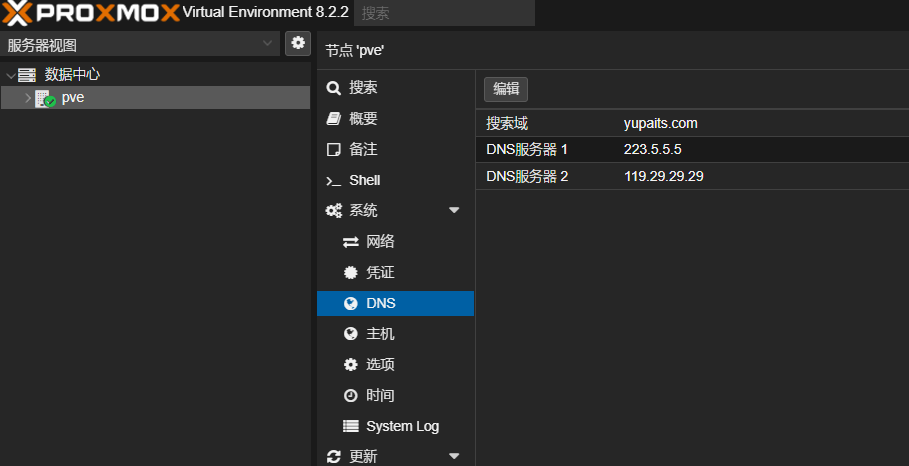 PROXMOX Virtual Environment 8.2.2 搜索
服务器视图
数据中心
pve
节点 'pve'
搜索
概要
备注
Shell
系统
网络
凭证
DNS
主机
选项
时间
System Log
更新
编辑
搜索域 yupaits.com
DNS服务器 1 223.5.5.5
DNS服务器 2 119.29.29.29